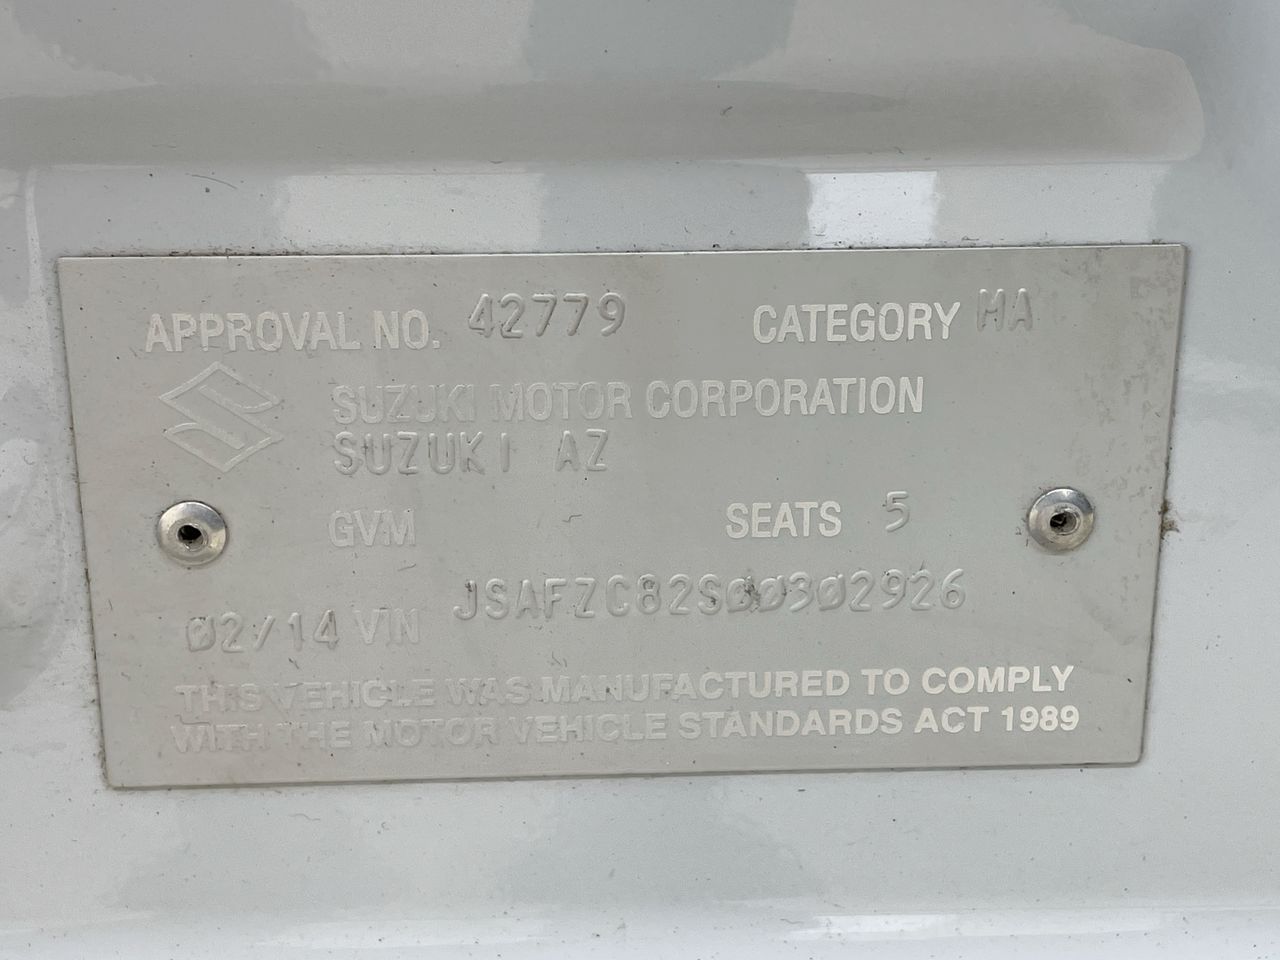 APPROVAL NO. 42779 CATEGORY MA
SUZUKI MOTOR CORPORATION
SUZUKI AZ
GVM SEATS 5
02/14 VIN JSAFZC82S00302926
THIS VEHICLE WAS MANUFACTURED TO COMPLY
WITH THE MOTOR VEHICLE STANDARDS ACT 1989